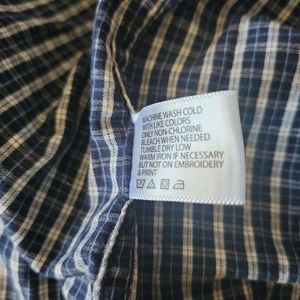 MACHINE WASH COLD
WITH LIKE COLORS
ONLY NON-CHLORINE
BLEACH WHEN NEEDED
TUMBLE DRY LOW
WARM IRON IF NECESSARY
BUT NOT ON EMBROIDERY
& PRINT